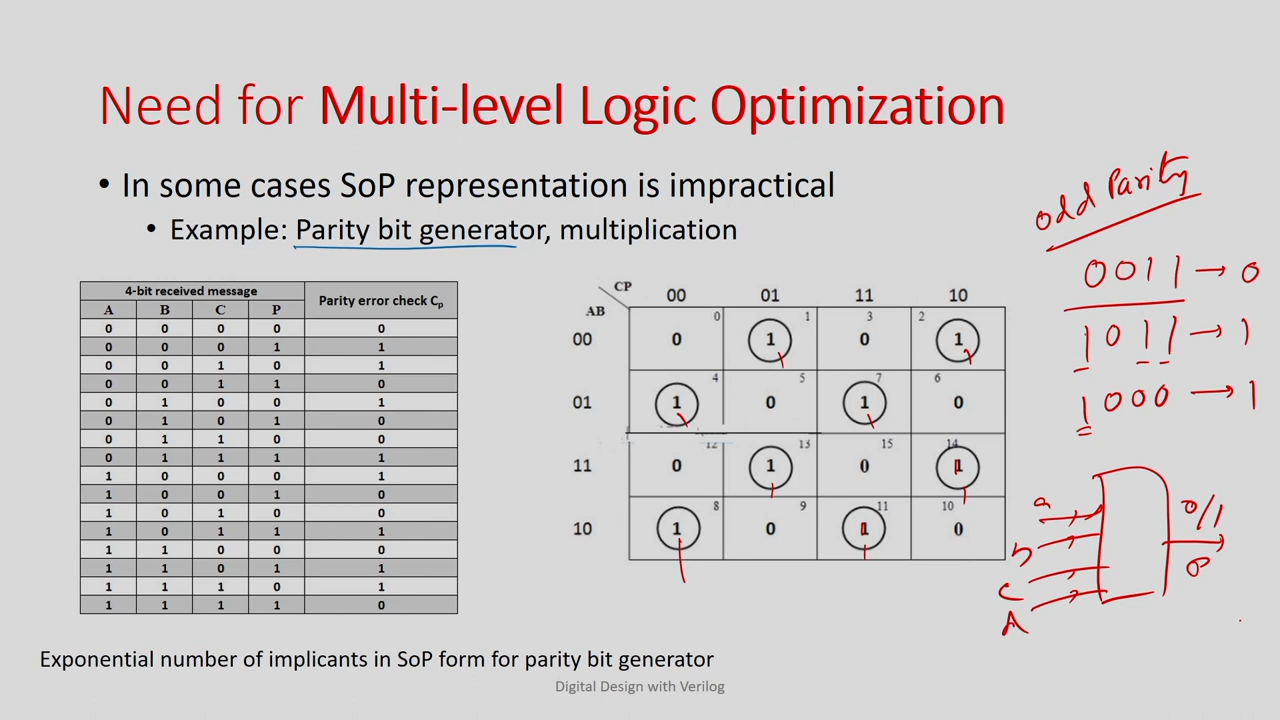 Need for Multi-level Logic Optimization
• In some cases SoP representation is impractical
• Example: Parity bit generator, multiplication
4-bit received message Parity error check Cp
A B C P
0 0 0 0 0
0 0 0 1 1
0 0 1 0 1
0 0 1 1 0
0 1 0 0 1
0 1 0 1 0
0 1 1 0 0
0 1 1 1 1
1 0 0 0 1
1 0 0 1 0
1 0 1 0 0
1 0 1 1 1
1 1 0 0 0
1 1 0 1 1
1 1 1 0 1
1 1 1 1 0
CP 00 01 11 10
AB
0 1 3 2
00 0 1 0 1
4 5 7 6
01 1 0 1 0
12 13 15 14
11 0 1 0 1
8 9 11 10
10 1 0 1 0
odd Parity
0011 → 0
1011 → 1
1000 → 1
a
b
c
0/1
Exponential number of implicants in SoP form for parity bit generator
Digital Design with Verilog